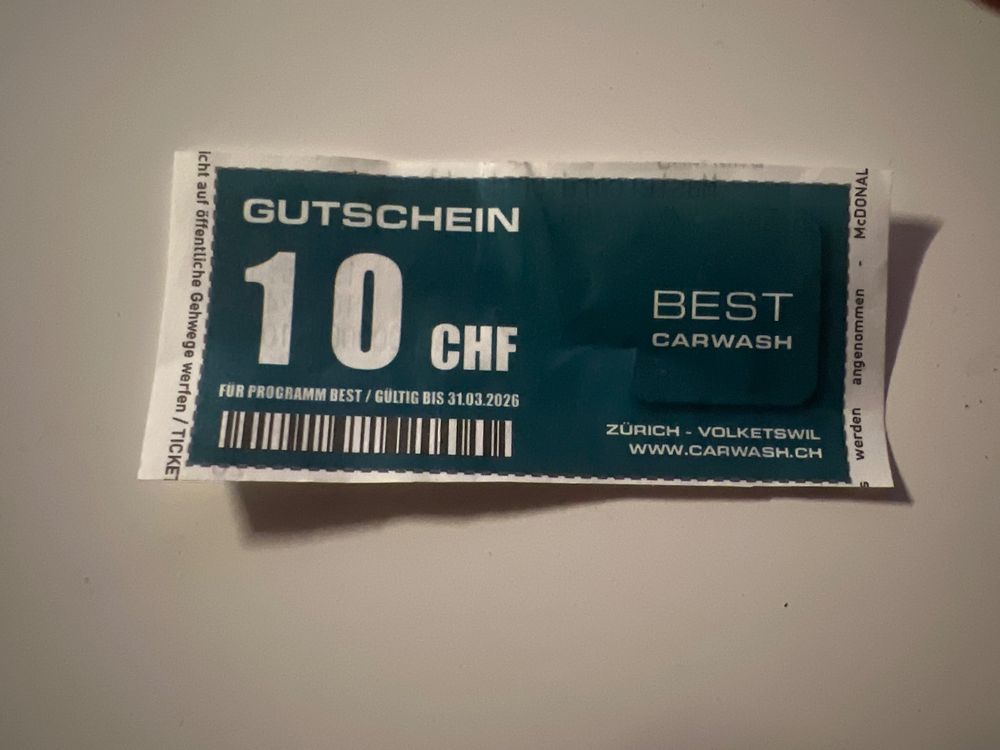 GUTSCHEIN
10 CHF
FÜR PROGRAMM BEST / GÜLTIG BIS 31.03.2026
BEST
CARWASH
ZÜRICH - VOLKETSWIL
WWW.CARWASH.CH
icht auf öffentliche Gehwege werfen / TICKET
werden angenommen - McDONAL